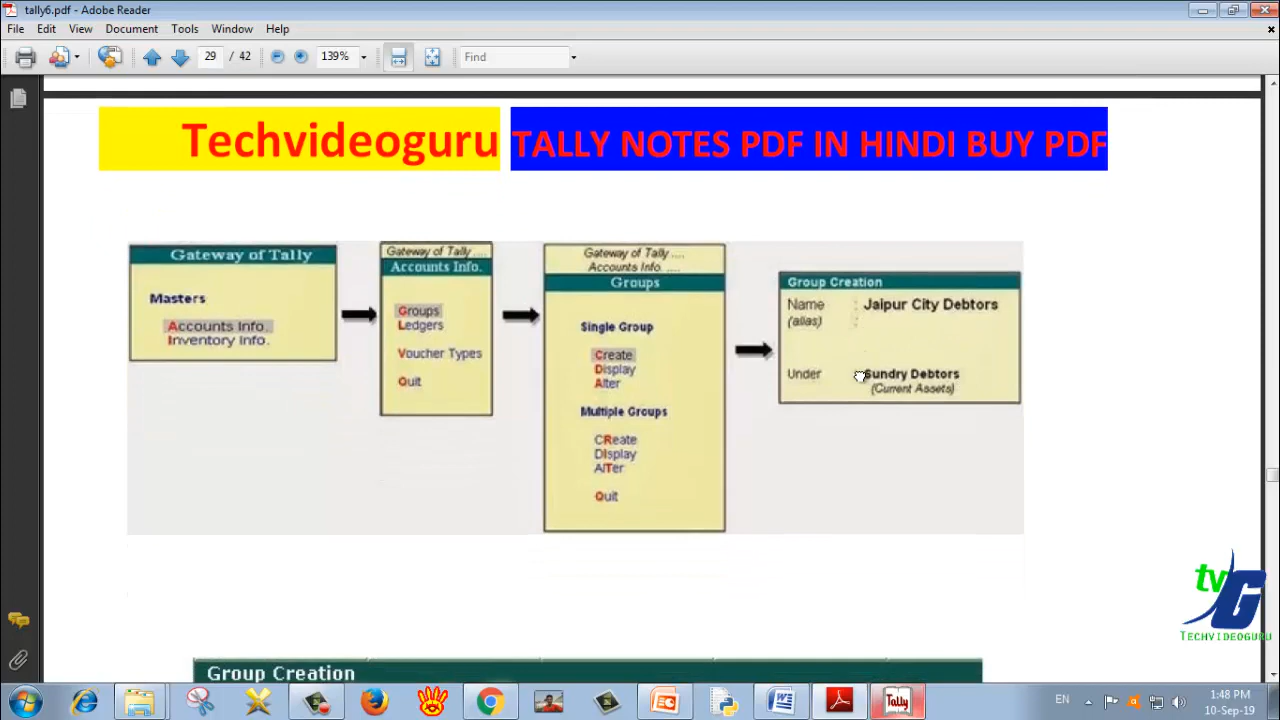 tally6.pdf - Adobe Reader
File Edit View Document Tools Window Help
29 / 42 139% Find
Techvideoguru TALLY NOTES PDF IN HINDI BUY PDF
Gateway of Tally
Masters
Accounts Info.
Inventory Info.
Gateway of Tally ....
Accounts Info.
Groups
Ledgers
Voucher Types
Quit
Gateway of Tally ....
Accounts Info. ....
Groups
Single Group
Create
Display
Alter
Multiple Groups
CReate
DIsplay
AlTer
Quit
Group Creation
Name : Jaipur City Debtors
(alias) :
Under : Sundry Debtors
(Current Assets)
Group Creation
tvG
TECHVIDEOGURU
Tally
EN
1:48 PM
10-Sep-19